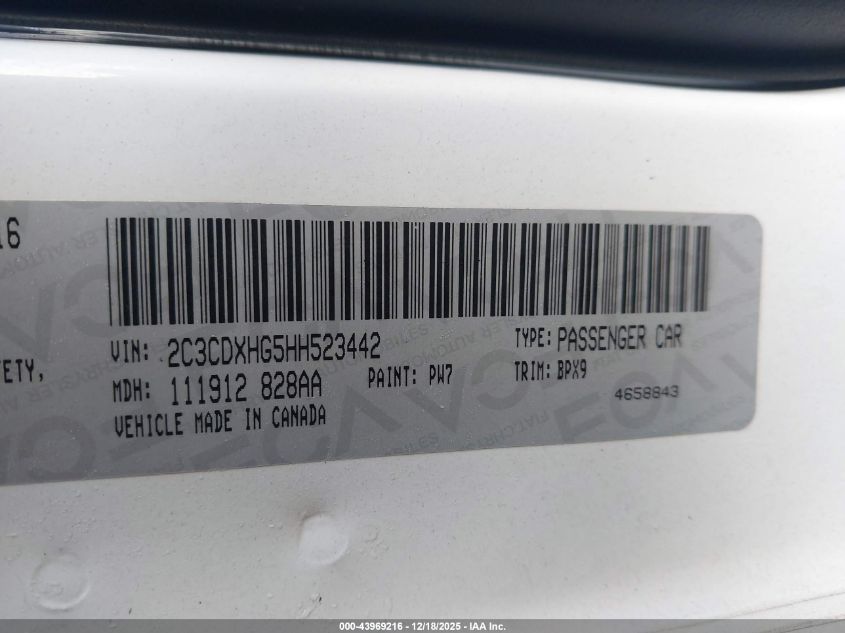 16
VIN: 2C3CDXHG5HH523442
TYPE: PASSENGER CAR
ETY,
MDH: 111912 828AA
PAINT: PW7
TRIM: BPX9
4658843
VEHICLE MADE IN CANADA
000-43969216 - 12/18/2025 - IAA Inc.